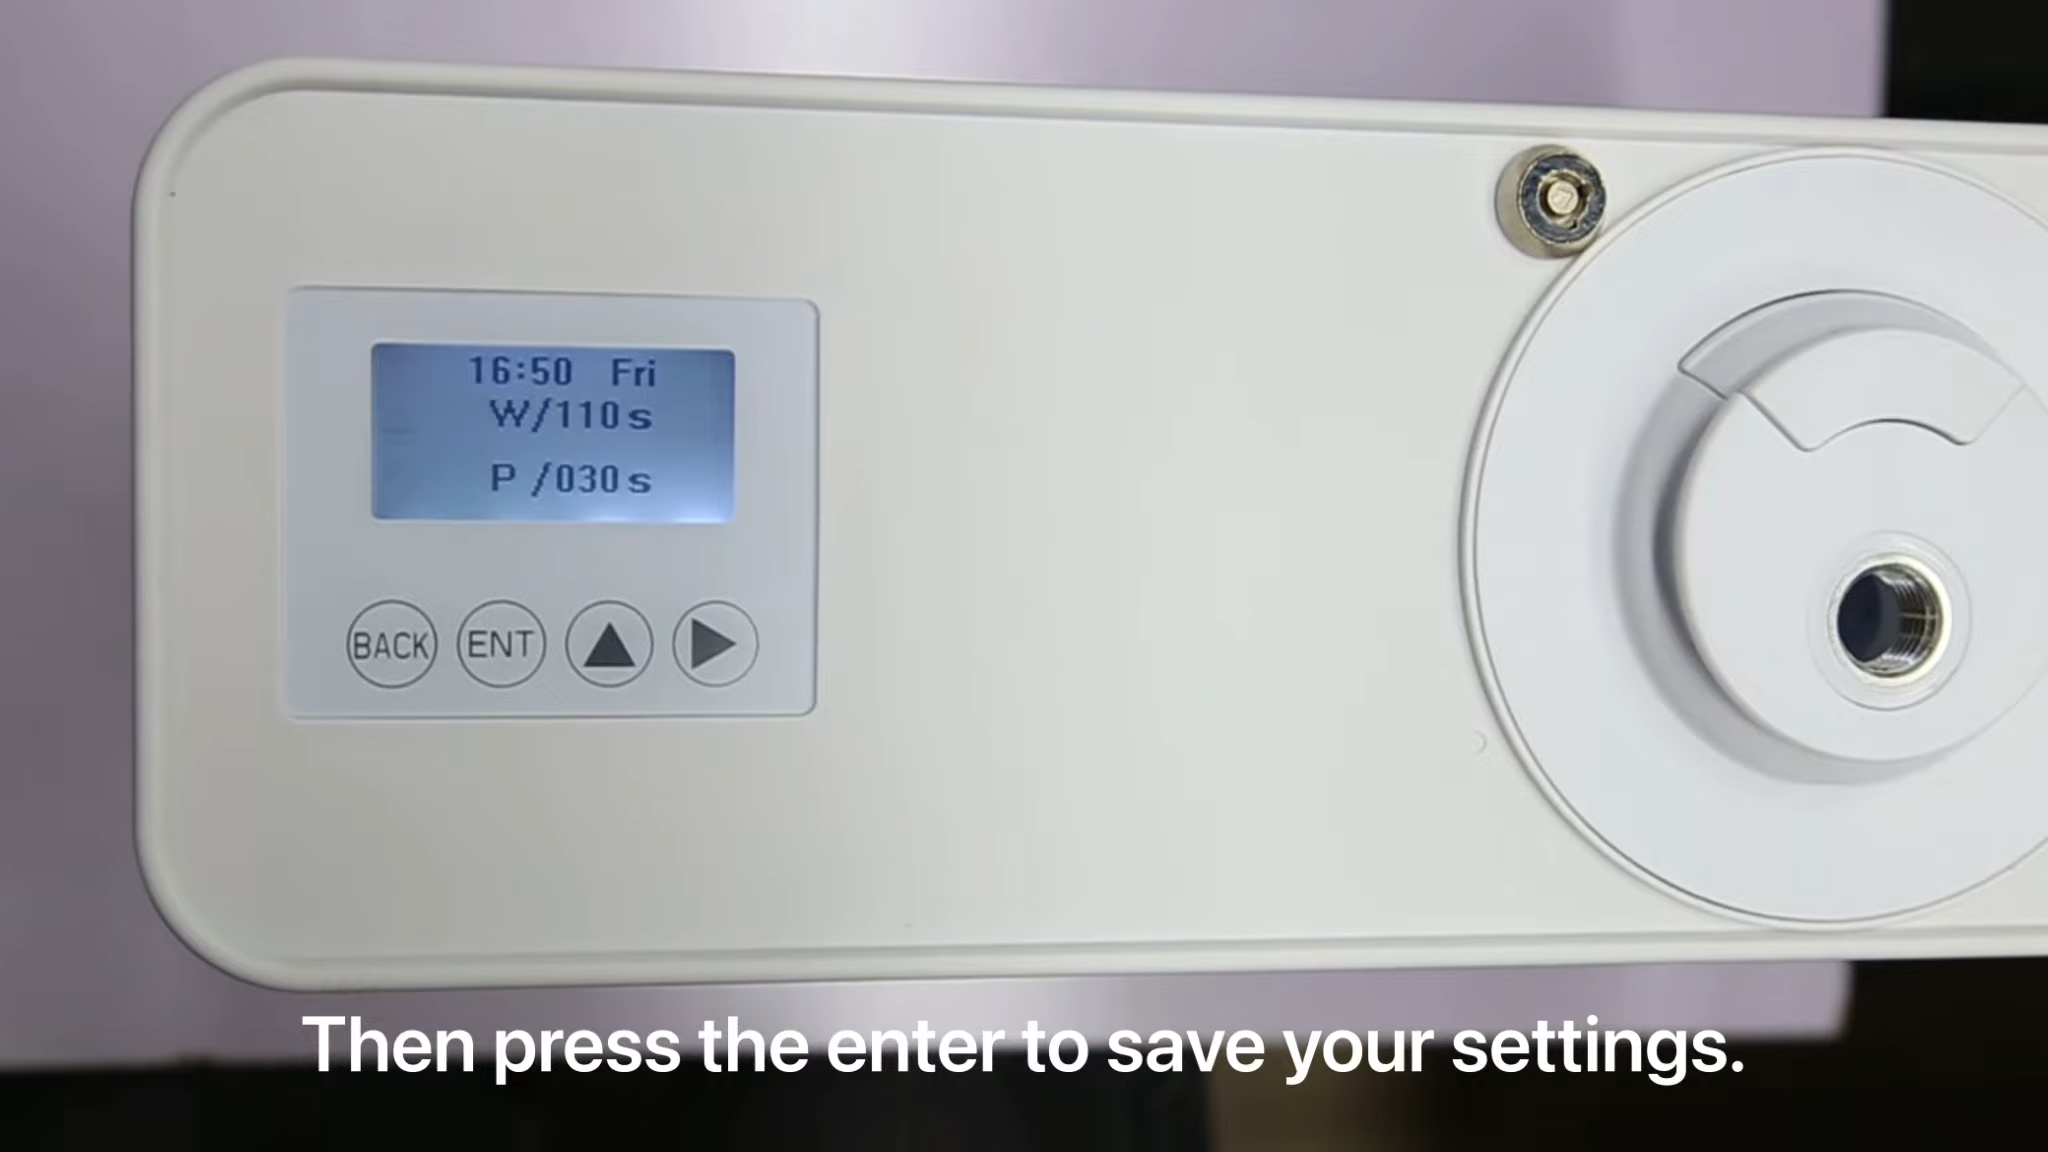 16:50 Fri
W/110s
P /030s
BACK ENT
Then press the enter to save your settings.